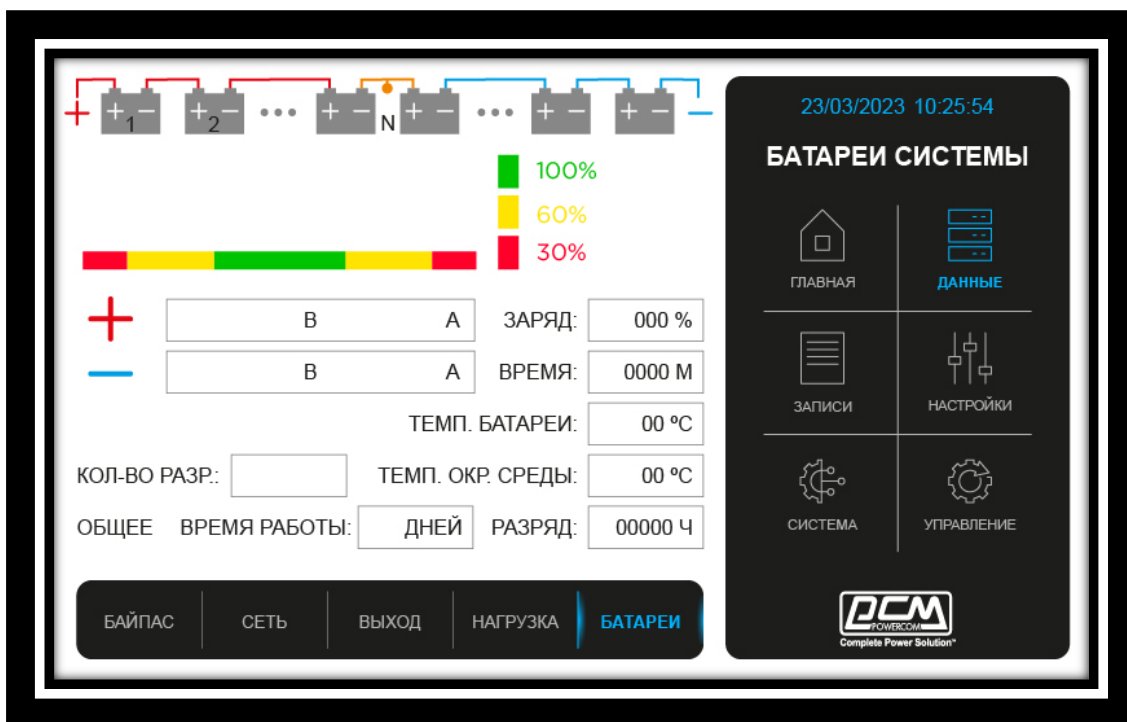 + + − 1 + − 2 ••• + − N + − ••• + − + − −
100%
60%
30%
+ В А ЗАРЯД: 000 %
− В А ВРЕМЯ: 0000 М
ТЕМП. БАТАРЕИ: 00 ºC
КОЛ-ВО РАЗР.: ТЕМП. ОКР. СРЕДЫ: 00 ºC
ОБЩЕЕ ВРЕМЯ РАБОТЫ: ДНЕЙ РАЗРЯД: 00000 Ч
БАЙПАС СЕТЬ ВЫХОД НАГРУЗКА БАТАРЕИ
23/03/2023 10:25:54
БАТАРЕИ СИСТЕМЫ
ГЛАВНАЯ ДАННЫЕ
ЗАПИСИ НАСТРОЙКИ
СИСТЕМА УПРАВЛЕНИЕ
PCM
POWERCOM
Complete Power Solution™